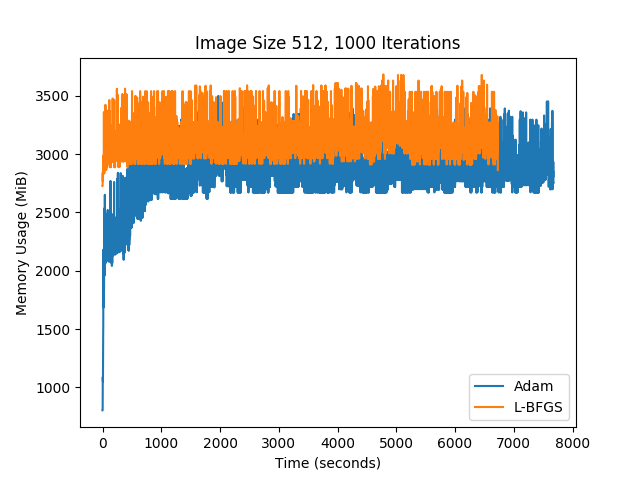 Image Size 512, 1000 Iterations
Memory Usage (MiB)
3500
3000
2500
2000
1500
1000
0 1000 2000 3000 4000 5000 6000 7000 8000
Time (seconds)
Adam
L-BFGS